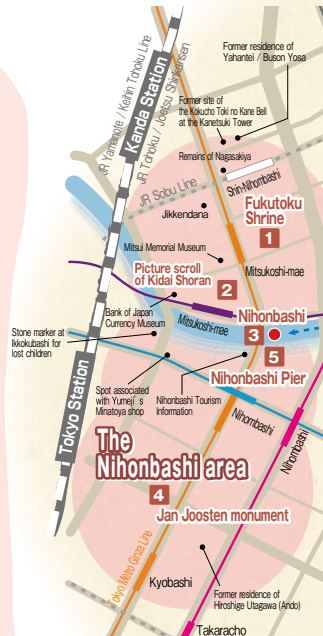 Former residence of
Yahantei / Buson Yosa
JR Yamanote / Keihin Tohoku Line
Kanda Station
JR Tohoku / Joetsu Shinkansen
Former site of
the Kokucho Toki no Kane Bell
at the Kanetsuki Tower
Remains of Nagasakiya
Shin-Nihombashi
JR Sobu Line
Jikkendana
Fukutoku
Shrine
1
Mitsui Memorial Museum
Mitsukoshi-mae
Picture scroll
of Kidai Shoran
2
Bank of Japan
Currency Museum
Mitsukoshi-mae
Nihonbashi
3
5
Stone marker at
Ikkokubashi for
lost children
Nihonbashi Pier
Spot associated
with Yumeji s
Minatoya shop
Nihonbashi Tourism
Information
Nihombashi
Nihombashi
Tokyo Station
The
Nihonbashi area
4
Jan Joosten monument
Tokyo Metro Ginza Line
Kyobashi
Former residence of
Hiroshige Utagawa (Ando)
Takaracho